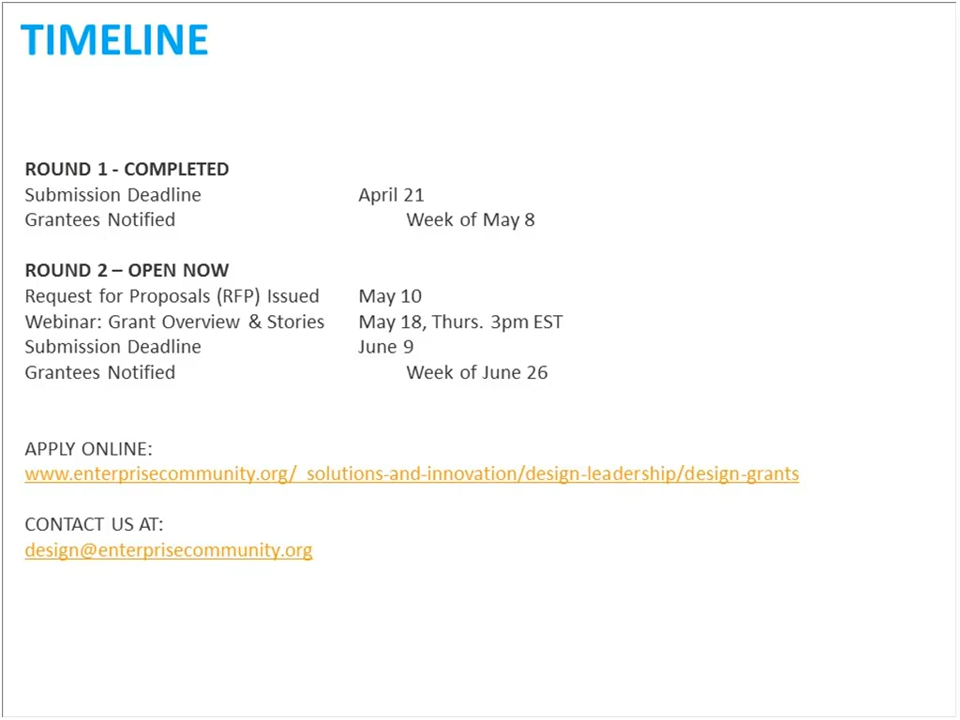 TIMELINE
ROUND 1 - COMPLETED
Submission Deadline April 21
Grantees Notified Week of May 8
ROUND 2 – OPEN NOW
Request for Proposals (RFP) Issued May 10
Webinar: Grant Overview & Stories May 18, Thurs. 3pm EST
Submission Deadline June 9
Grantees Notified Week of June 26
APPLY ONLINE:
www.enterprisecommunity.org/ solutions-and-innovation/design-leadership/design-grants
CONTACT US AT:
design@enterprisecommunity.org